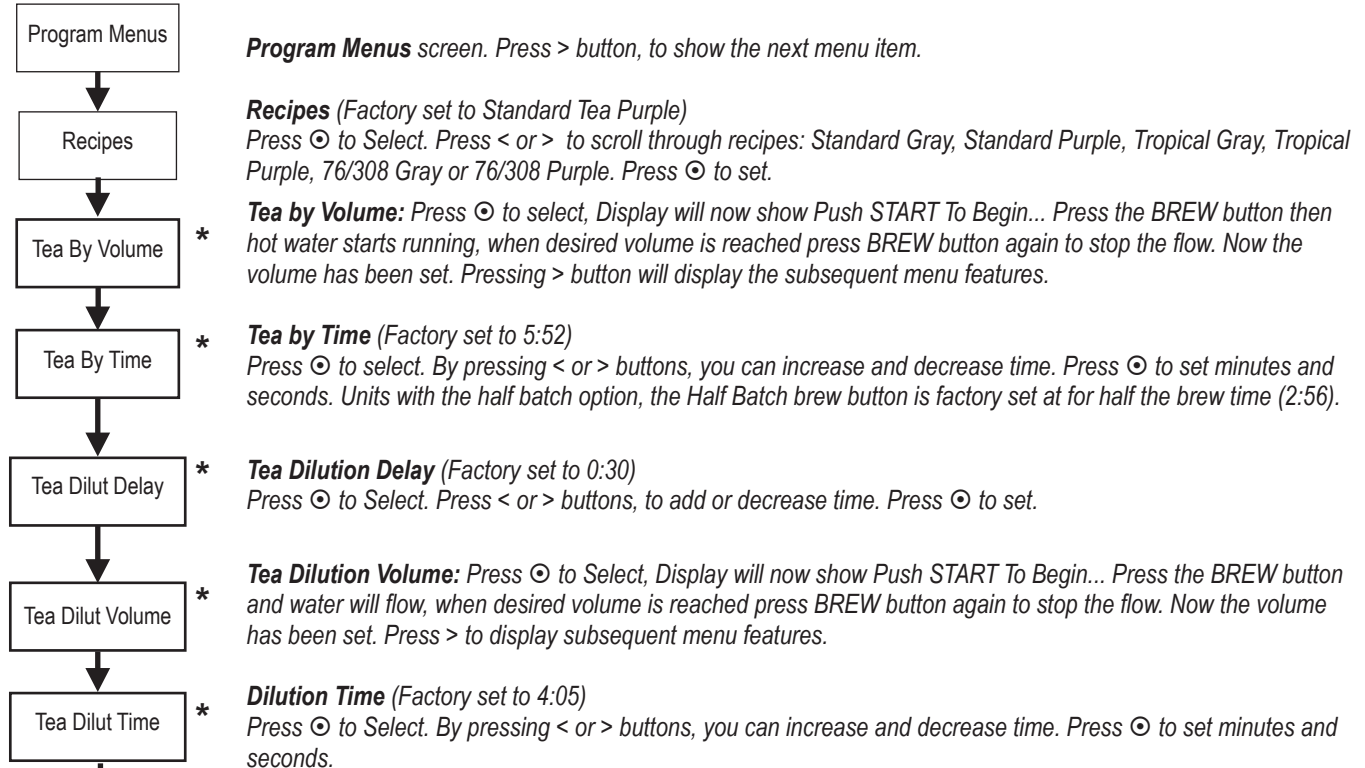 Program Menus
Program Menus screen. Press > button, to show the next menu item.
Recipes
Recipes (Factory set to Standard Tea Purple)
Press ⊙ to Select. Press < or > to scroll through recipes: Standard Gray, Standard Purple, Tropical Gray, Tropical
Purple, 76/308 Gray or 76/308 Purple. Press ⊙ to set.
Tea By Volume
*
Tea by Volume: Press ⊙ to select, Display will now show Push START To Begin... Press the BREW button then
hot water starts running, when desired volume is reached press BREW button again to stop the flow. Now the
volume has been set. Pressing > button will display the subsequent menu features.
Tea By Time
*
Tea by Time (Factory set to 5:52)
Press ⊙ to select. By pressing < or > buttons, you can increase and decrease time. Press ⊙ to set minutes and
seconds. Units with the half batch option, the Half Batch brew button is factory set at for half the brew time (2:56).
Tea Dilut Delay
*
Tea Dilution Delay (Factory set to 0:30)
Press ⊙ to Select. Press < or > buttons, to add or decrease time. Press ⊙ to set.
Tea Dilut Volume
*
Tea Dilution Volume: Press ⊙ to Select, Display will now show Push START To Begin... Press the BREW button
and water will flow, when desired volume is reached press BREW button again to stop the flow. Now the volume
has been set. Press > to display subsequent menu features.
Tea Dilut Time
*
Dilution Time (Factory set to 4:05)
Press ⊙ to Select. By pressing < or > buttons, you can increase and decrease time. Press ⊙ to set minutes and
seconds.